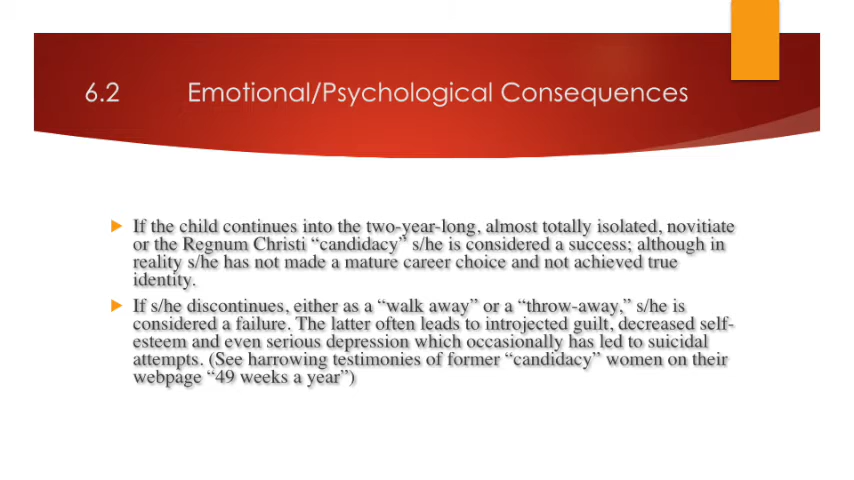 6.2 Emotional/Psychological Consequences
If the child continues into the two-year-long, almost totally isolated, novitiate
or the Regnum Christi “candidacy” s/he is considered a success; although in
reality s/he has not made a mature career choice and not achieved true
identity.
If s/he discontinues, either as a “walk away” or a “throw-away,” s/he is
considered a failure. The latter often leads to introjected guilt, decreased self-
esteem and even serious depression which occasionally has led to suicidal
attempts. (See harrowing testimonies of former “candidacy” women on their
webpage “49 weeks a year”)